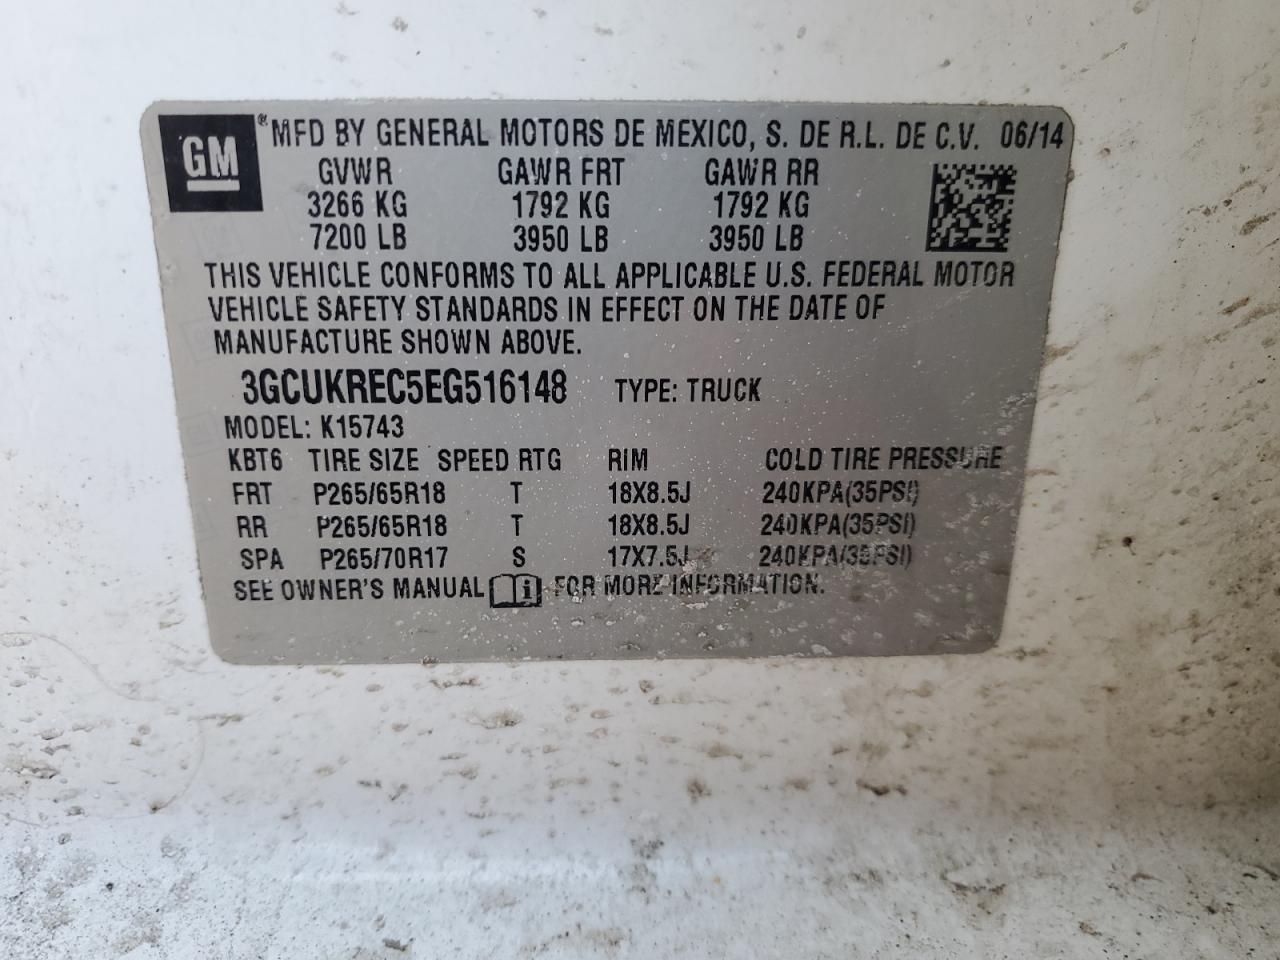 GM ® MFD BY GENERAL MOTORS DE MEXICO, S. DE R.L. DE C.V. 06/14
GVWR GAWR FRT GAWR RR
3266 KG 1792 KG 1792 KG
7200 LB 3950 LB 3950 LB
THIS VEHICLE CONFORMS TO ALL APPLICABLE U.S. FEDERAL MOTOR
VEHICLE SAFETY STANDARDS IN EFFECT ON THE DATE OF
MANUFACTURE SHOWN ABOVE.
3GCUKREC5EG516148 TYPE: TRUCK
MODEL: K15743
KBT6 TIRE SIZE SPEED RTG RIM COLD TIRE PRESSURE
FRT P265/65R18 T 18X8.5J 240KPA(35PSI)
RR P265/65R18 T 18X8.5J 240KPA(35PSI)
SPA P265/70R17 S 17X7.5J 240KPA(35PSI)
SEE OWNER'S MANUAL i FOR MORE INFORMATION.